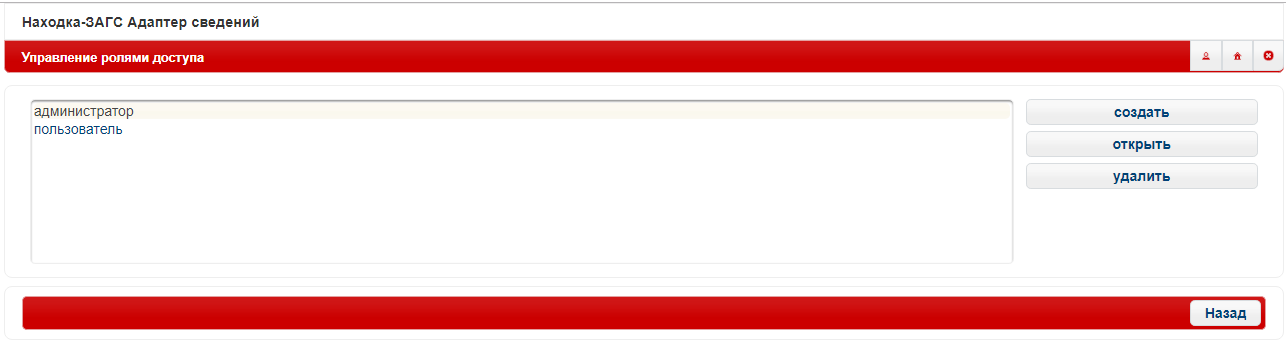 Находка-ЗАГС Адаптер сведений
Управление ролями доступа
администратор
пользователь
создать
открыть
удалить
Назад